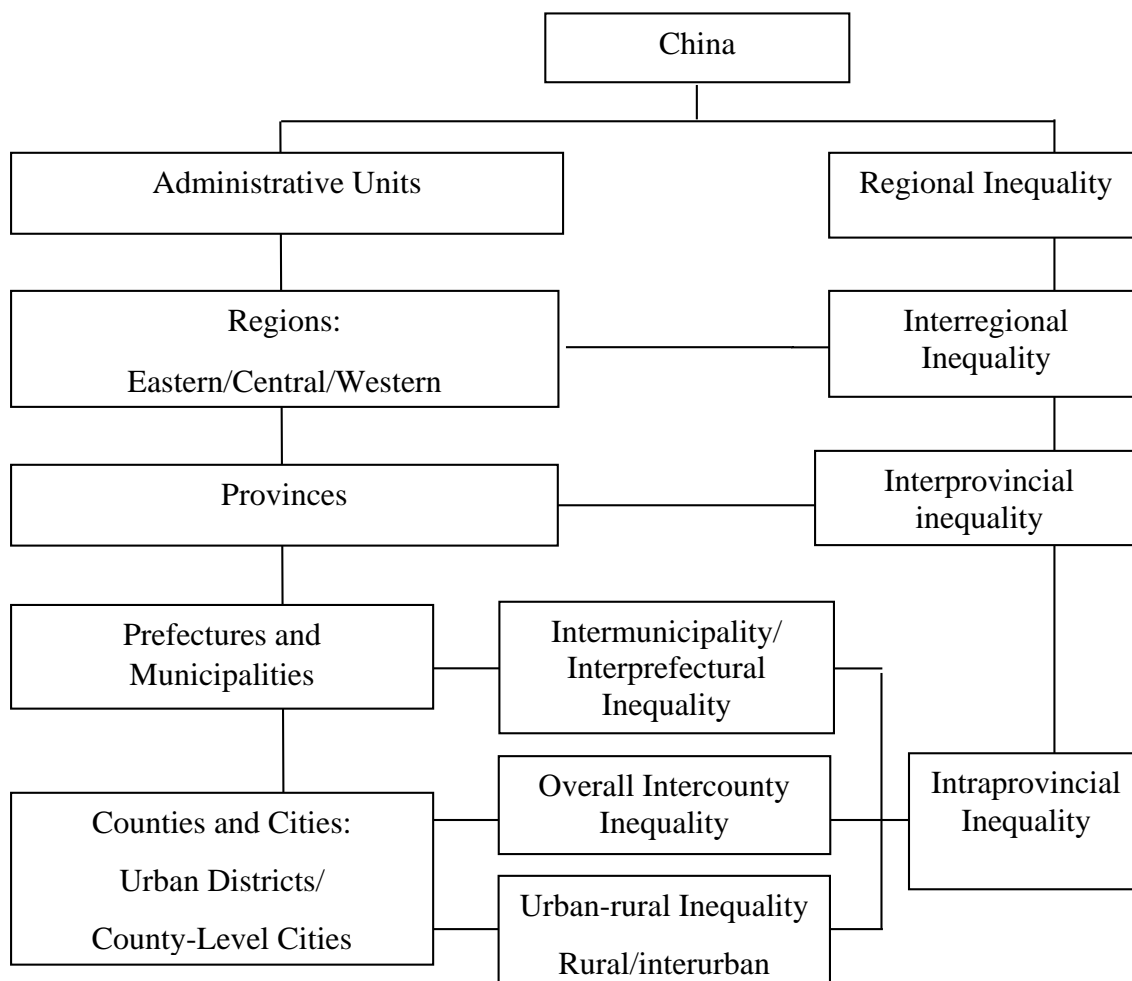 China
Administrative Units
Regional Inequality
Regions:
Eastern/Central/Western
Interregional
Inequality
Provinces
Interprovincial
inequality
Prefectures and
Municipalities
Intermunicipality/
Interprefectural
Inequality
Counties and Cities:
Urban Districts/
County-Level Cities
Overall Intercounty
Inequality
Intraprovincial
Inequality
Urban-rural Inequality
Rural/interurban